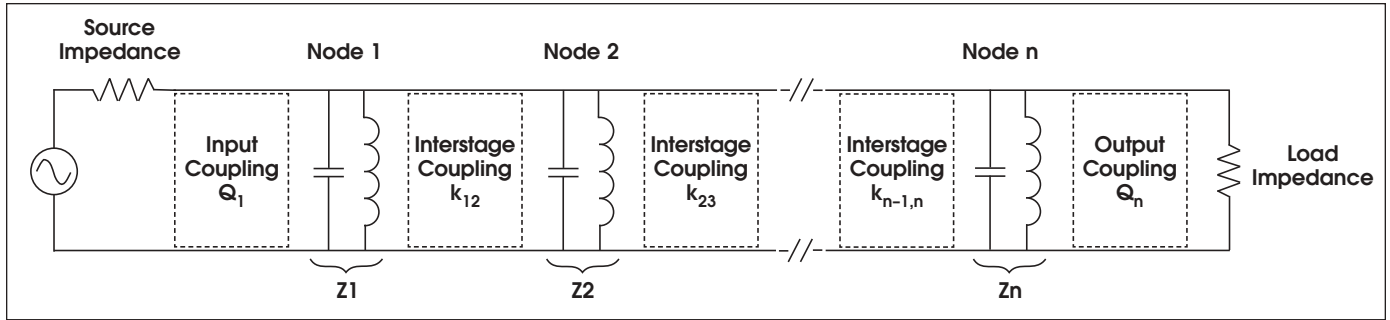 Source
Impedance
Node 1
Node 2
Node n
Input
Coupling
Q1
Interstage
Coupling
k12
Interstage
Coupling
k23
Interstage
Coupling
kn–1,n
Output
Coupling
Qn
Load
Impedance
Z1
Z2
Zn